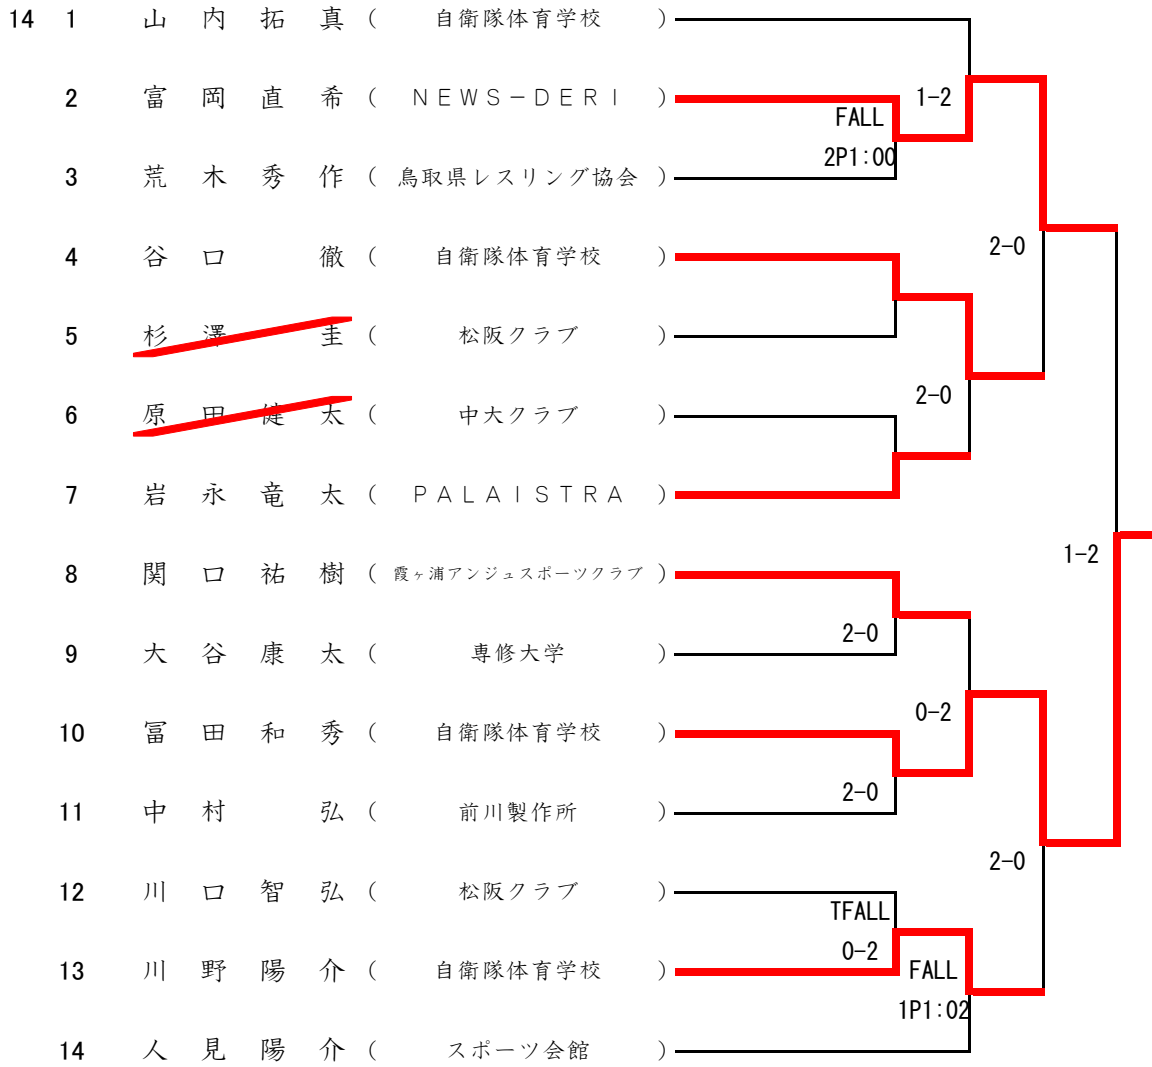 14 1 山内拓真(自衛隊体育学校)
2 富岡直希(NEWS-DERI) 1-2
FALL
2P1:00
3 荒木秀作(鳥取県レスリング協会)
4 谷口 徹(自衛隊体育学校) 2-0
5 杉澤 圭(松阪クラブ)
6 原田健太(中大クラブ) 2-0
7 岩永竜太(PALAISTRA)
1-2
8 関口祐樹(霞ヶ浦アンジュスポーツクラブ)
9 大谷康太(専修大学) 2-0
10 冨田和秀(自衛隊体育学校) 0-2
11 中村 弘(前川製作所) 2-0
2-0
12 川口智弘(松阪クラブ)
TFALL
0-2
13 川野陽介(自衛隊体育学校) FALL
1P1:02
14 人見陽介(スポーツ会館)